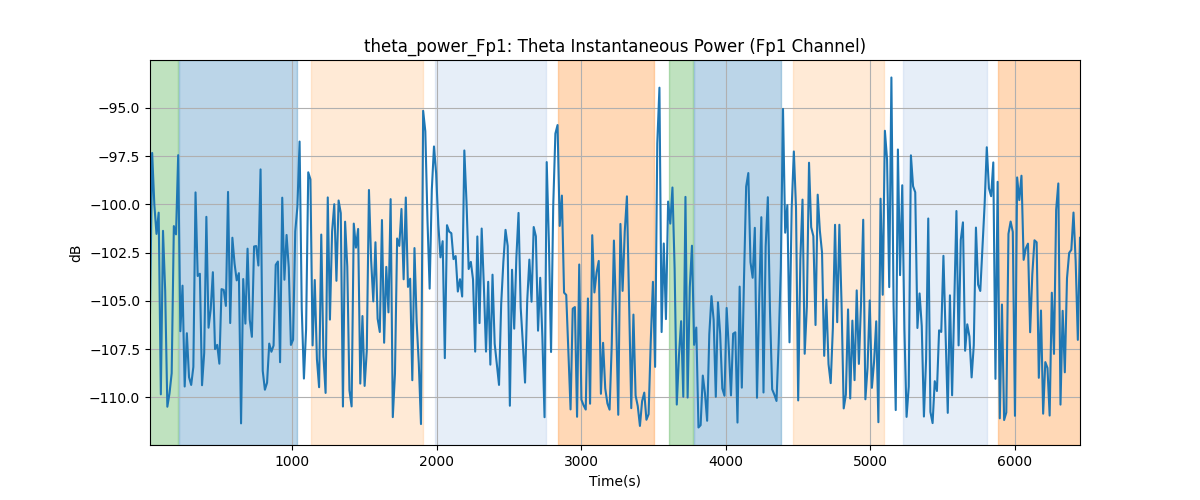 theta_power_Fp1: Theta Instantaneous Power (Fp1 Channel)
dB
−95.0
−97.5
−100.0
−102.5
−105.0
−107.5
−110.0
1000 2000 3000 4000 5000 6000
Time(s)